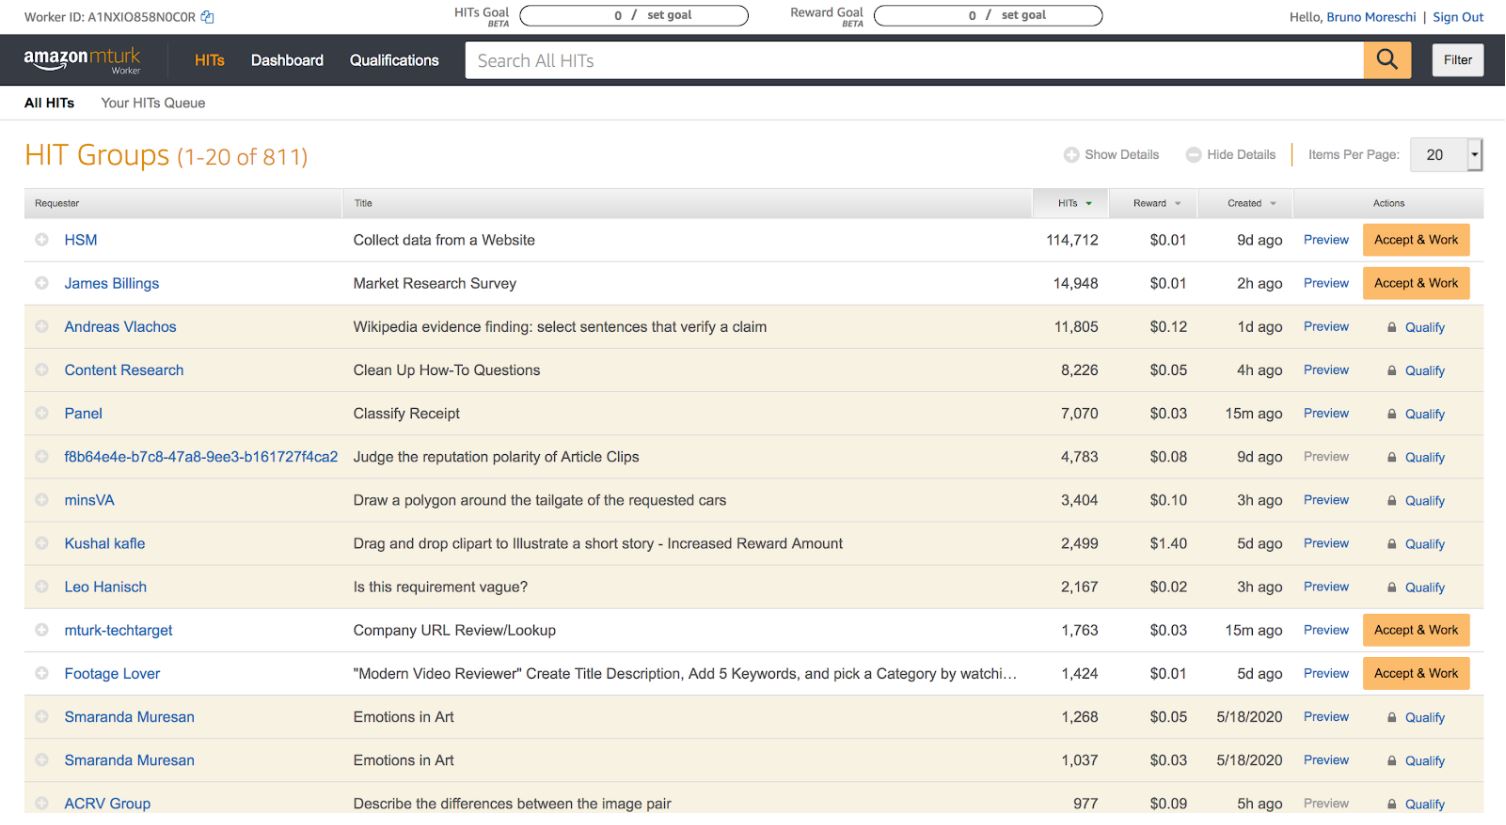 Worker ID: A1NXIO858N0C0R HITs Goal BETA 0 / set goal Reward Goal BETA 0 / set goal Hello, Bruno Moreschi | Sign Out
amazonmturk Worker HITs Dashboard Qualifications Search All HITs Filter
All HITs Your HITs Queue
HIT Groups (1-20 of 811) Show Details Hide Details Items Per Page: 20
Requester Title HITs Reward Created Actions
HSM Collect data from a Website 114,712 $0.01 9d ago Preview Accept & Work
James Billings Market Research Survey 14,948 $0.01 2h ago Preview Accept & Work
Andreas Vlachos Wikipedia evidence finding: select sentences that verify a claim 11,805 $0.12 1d ago Preview Qualify
Content Research Clean Up How-To Questions 8,226 $0.05 4h ago Preview Qualify
Panel Classify Receipt 7,070 $0.03 15m ago Preview Qualify
f8b64e4e-b7c8-47a8-9ee3-b161727f4ca2 Judge the reputation polarity of Article Clips 4,783 $0.08 9d ago Preview Qualify
minsVA Draw a polygon around the tailgate of the requested cars 3,404 $0.10 3h ago Preview Qualify
Kushal kafle Drag and drop clipart to Illustrate a short story - Increased Reward Amount 2,499 $1.40 5d ago Preview Qualify
Leo Hanisch Is this requirement vague? 2,167 $0.02 3h ago Preview Qualify
mturk-techtarget Company URL Review/Lookup 1,763 $0.03 15m ago Preview Accept & Work
Footage Lover "Modern Video Reviewer" Create Title Description, Add 5 Keywords, and pick a Category by watchi... 1,424 $0.01 5d ago Preview Accept & Work
Smaranda Muresan Emotions in Art 1,268 $0.05 5/18/2020 Preview Qualify
Smaranda Muresan Emotions in Art 1,037 $0.03 5/18/2020 Preview Qualify
ACRV Group Describe the differences between the image pair 977 $0.09 5h ago Preview Qualify